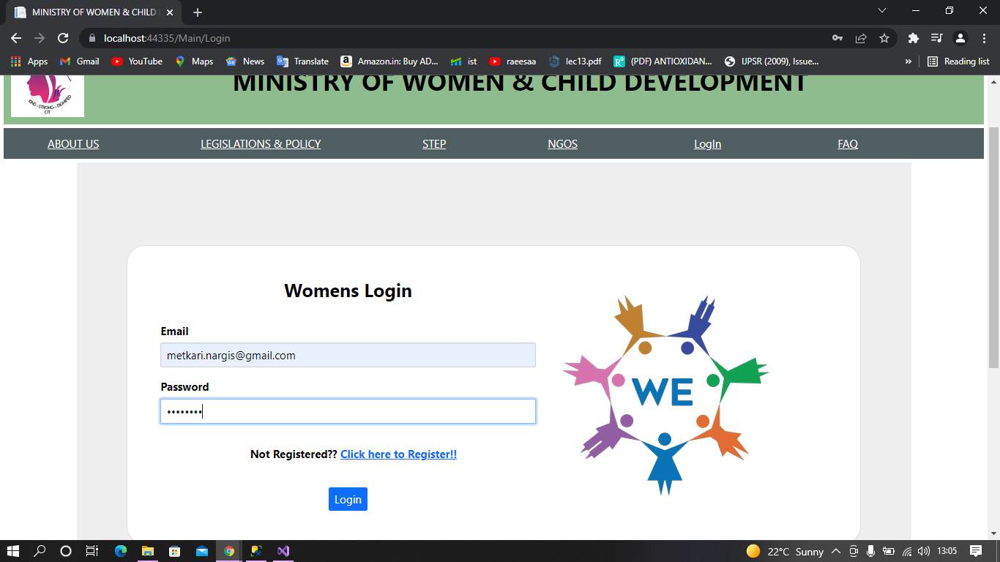 MINISTRY OF WOMEN & CHILD
localhost:44335/Main/Login
Apps Gmail YouTube Maps News Translate Amazon.in: Buy AD... ist raeesaa lec13.pdf (PDF) ANTIOXIDAN... IJPSR (2009), Issue... » Reading list
MINISTRY OF WOMEN & CHILD DEVELOPMENT
KIND - STRONG - DIGNIFIED
CIT
ABOUT US LEGISLATIONS & POLICY STEP NGOS LogIn FAQ
Womens Login
Email
metkari.nargis@gmail.com
Password
••••••••
WE
Not Registered?? Click here to Register!!
Login
22°C Sunny 13:05